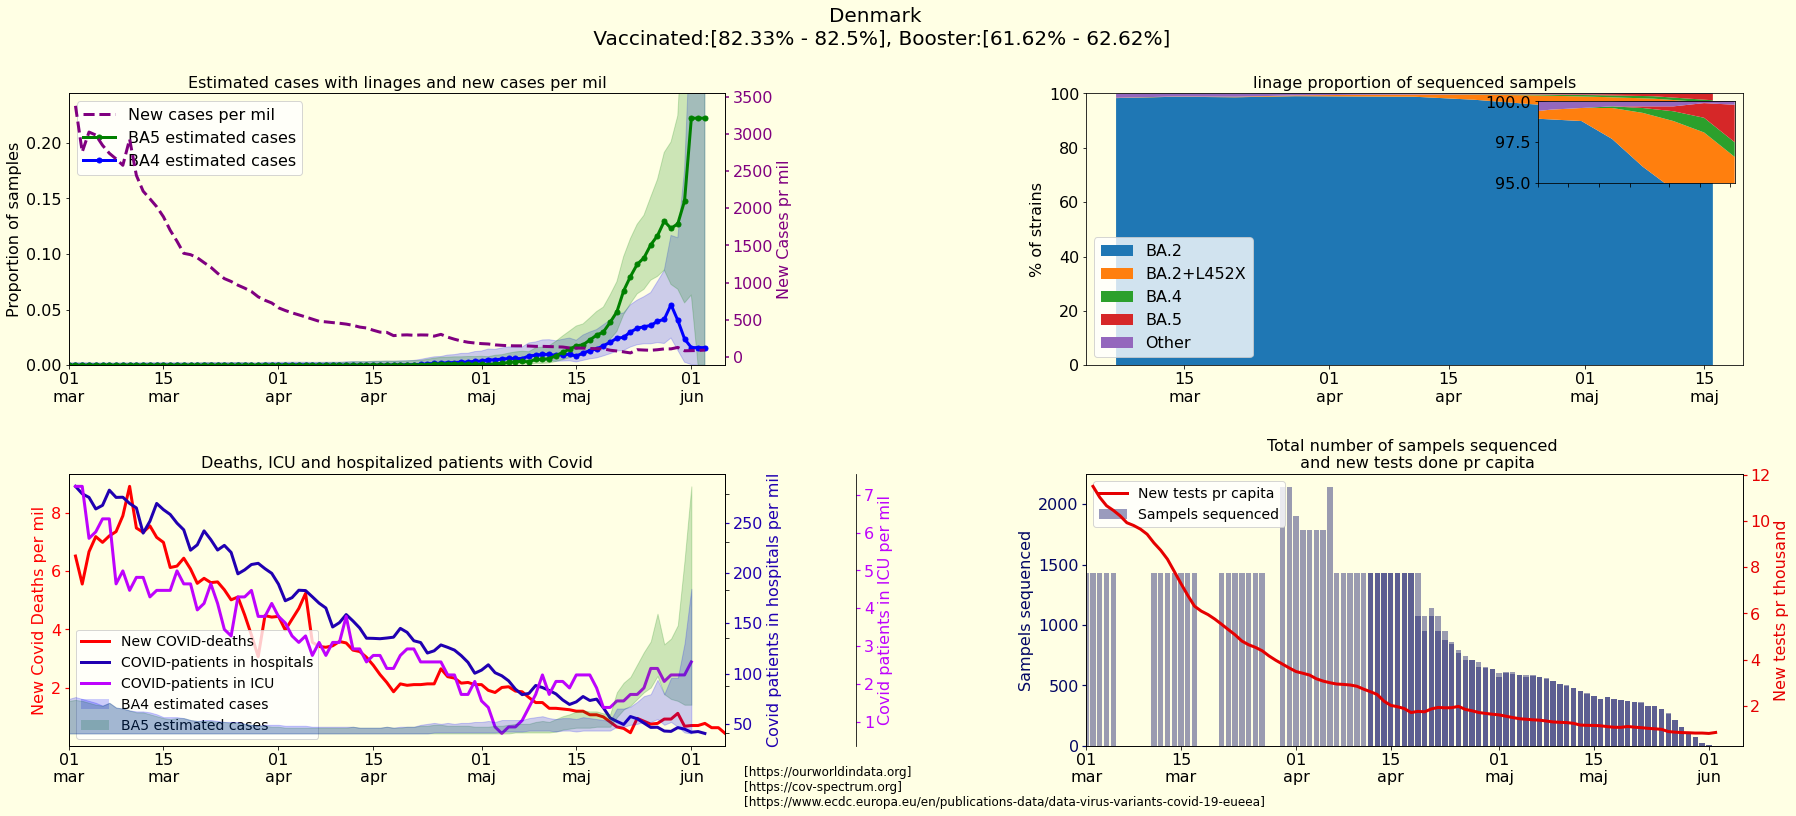 Denmark
Vaccinated:[82.33% - 82.5%], Booster:[61.62% - 62.62%]
Estimated cases with linages and new cases per mil
New cases per mil
BA5 estimated cases
BA4 estimated cases
Proportion of samples
0.20
0.15
0.10
0.05
0.00
New Cases pr mil
3500
3000
2500
2000
1500
1000
500
0
01 15 01 15 01 15 01
mar mar apr apr maj maj jun
linage proportion of sequenced sampels
% of strains
100
80
60
40
20
0
100.0
97.5
95.0
BA.2
BA.2+L452X
BA.4
BA.5
Other
15 01 15 01 15
mar apr apr maj maj
Deaths, ICU and hospitalized patients with Covid
New Covid Deaths per mil
8
6
4
2
New COVID-deaths
COVID-patients in hospitals
COVID-patients in ICU
BA4 estimated cases
BA5 estimated cases
Covid patients in hospitals per mil
250
200
150
100
50
Covid patients in ICU per mil
7
6
5
4
3
2
1
01 15 01 15 01 15 01
mar mar apr apr maj maj jun
Total number of sampels sequenced
and new tests done pr capita
New tests pr capita
Sampels sequenced
Sampels sequenced
2000
1500
1000
500
0
New tests pr thousand
12
10
8
6
4
2
01 15 01 15 01 15 01
mar mar apr apr maj maj jun
[https://ourworldindata.org]
[https://cov-spectrum.org]
[https://www.ecdc.europa.eu/en/publications-data/data-virus-variants-covid-19-eueea]